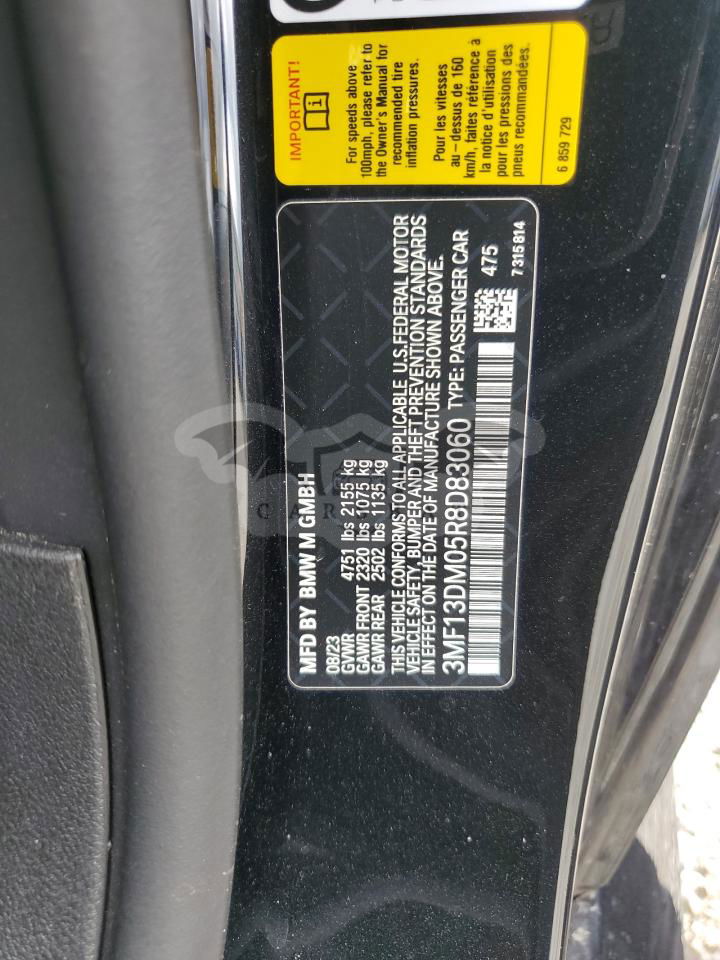 IMPORTANT!
For speeds above
100mph, please refer to
the Owner's Manual for
recommended tire
inflation pressures.
Pour les vitesses
au-dessus de 160
km/h, faites référence à
la notice d'utilisation
pour les pressions des
pneus recommandées.
6 859 729
MFD BY BMW M GMBH
08/23
GVWR 4751 lbs 2155 kg
GAWR FRONT 2320 lbs 1075 kg
GAWR REAR 2502 lbs 1135 kg
THIS VEHICLE CONFORMS TO ALL APPLICABLE U.S. FEDERAL MOTOR
VEHICLE SAFETY, BUMPER AND THEFT PREVENTION STANDARDS
IN EFFECT ON THE DATE OF MANUFACTURE SHOWN ABOVE.
3MF13DM05R8D83060 TYPE: PASSENGER CAR
475
7 315 814